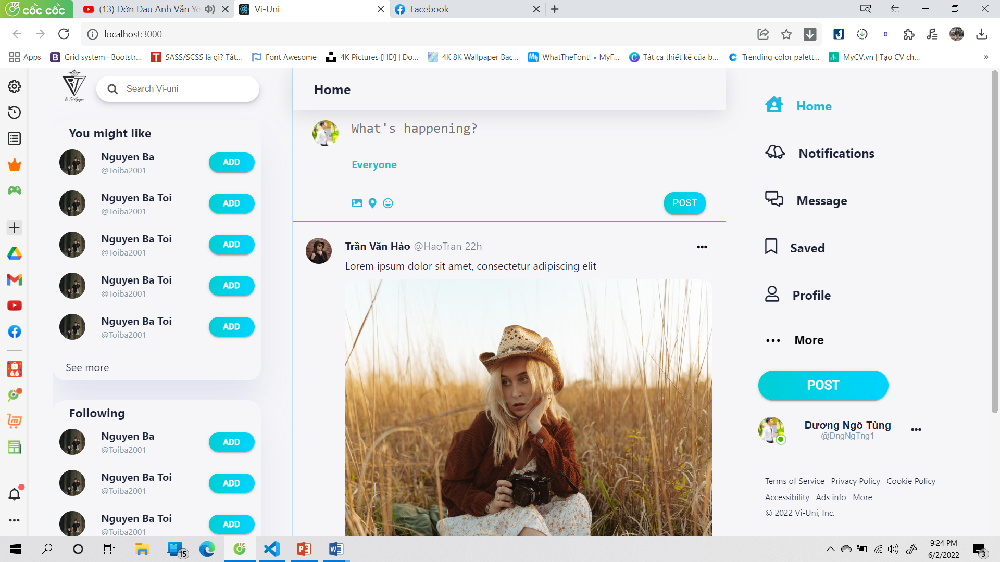 cốc cốc
(13) Đớn Đau Anh Vẫn Yê
Vi-Uni
Facebook
localhost:3000
Apps
Grid system · Bootstr...
SASS/SCSS là gì? Tất...
Font Awesome
4K Pictures [HD] | Do...
4K 8K Wallpaper Bac...
WhatTheFont! « MyF...
Tất cả thiết kế của b...
Trending color palett...
MyCV.vn | Tạo CV ch...
»
Ba Toi Nguyen
Search Vi-uni
You might like
Nguyen Ba
@Toiba2001
ADD
Nguyen Ba Toi
@Toiba2001
ADD
Nguyen Ba Toi
@Toiba2001
ADD
Nguyen Ba Toi
@Toiba2001
ADD
Nguyen Ba Toi
@Toiba2001
ADD
See more
Following
Nguyen Ba
@Toiba2001
ADD
Nguyen Ba Toi
@Toiba2001
ADD
Nguyen Ba Toi
@Toiba2001
ADD
Home
What's happening?
Everyone
POST
Trần Văn Hào @HaoTran 22h
Lorem ipsum dolor sit amet, consectetur adipiscing elit
Home
Notifications
Message
Saved
Profile
More
POST
Dương Ngô Tùng
@DngNgTng1
Terms of Service Privacy Policy Cookie Policy
Accessibility Ads info More
© 2022 Vi-Uni, Inc.
6.6
15
9:24 PM
6/2/2022
3